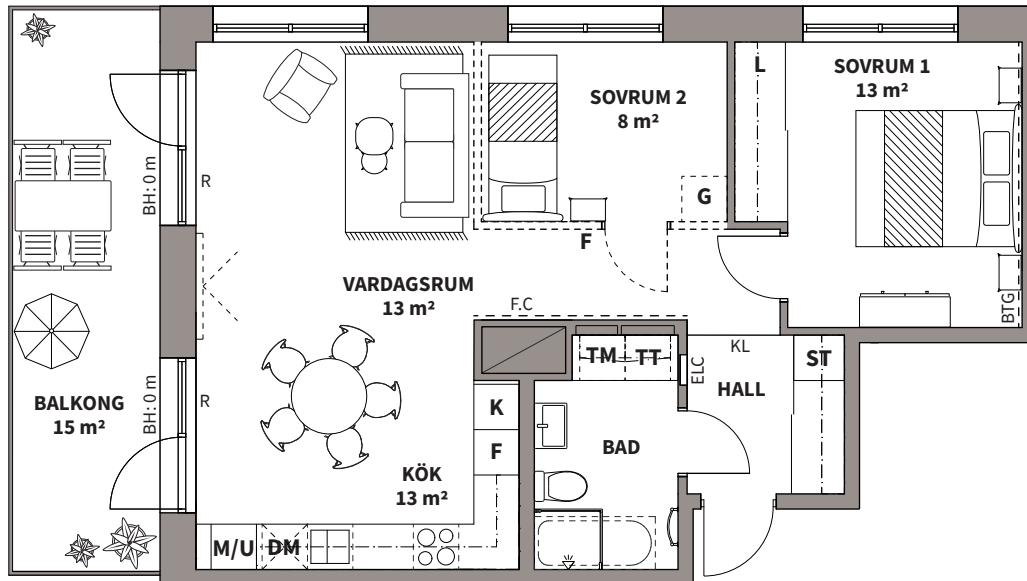 L
SOVRUM 1
13 m²
SOVRUM 2
8 m²
BH: 0 m
R
G
F
VARDAGSRUM
13 m²
F.C
BTG
TM
TT
ELC
KL
ST
HALL
BALKONG
15 m²
BH: 0 m
R
K
F
BAD
KÖK
13 m²
M/U
DM